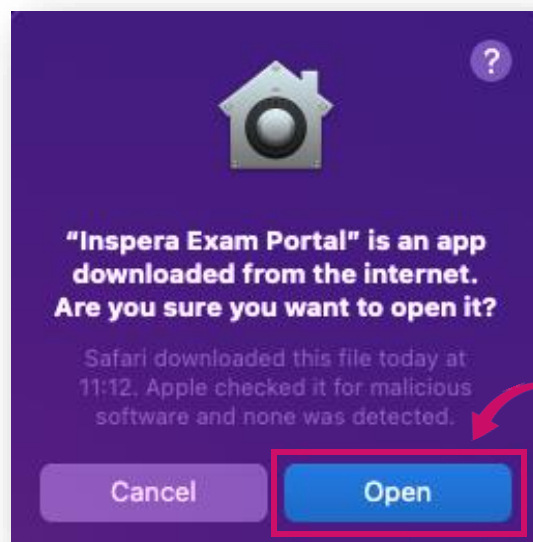 ?
“Inspera Exam Portal” is an app
downloaded from the internet.
Are you sure you want to open it?
Safari downloaded this file today at
11:12. Apple checked it for malicious
software and none was detected.
Cancel
Open